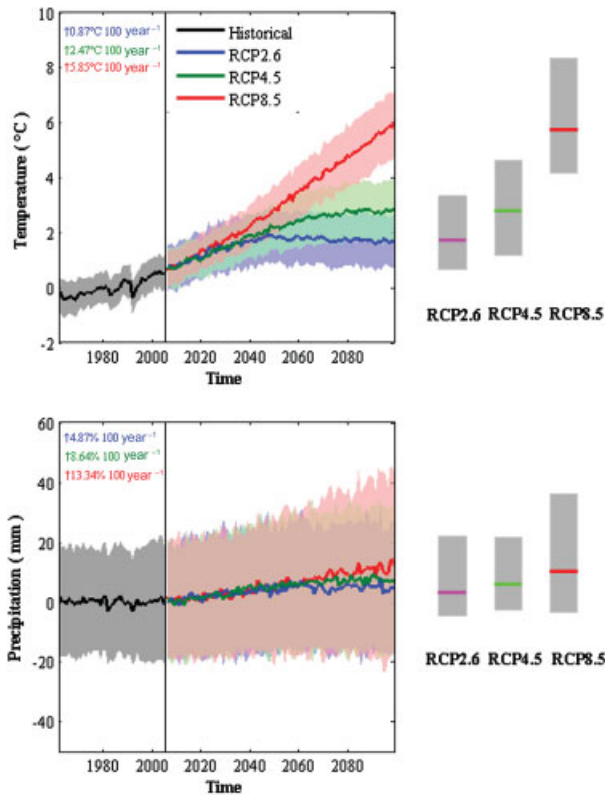 ↑0.87°C 100 year⁻¹
↑2.47°C 100 year⁻¹
↑5.85°C 100 year⁻¹
Historical
RCP2.6
RCP4.5
RCP8.5
Temperature ( °C )
10
8
6
4
2
0
-2
1980 2000 2020 2040 2060 2080
Time
RCP2.6 RCP4.5 RCP8.5
↑4.87% 100 year⁻¹
↑8.64% 100 year⁻¹
↑13.34% 100 year⁻¹
Precipitation ( mm )
60
40
20
0
-20
-40
1980 2000 2020 2040 2060 2080
Time
RCP2.6 RCP4.5 RCP8.5